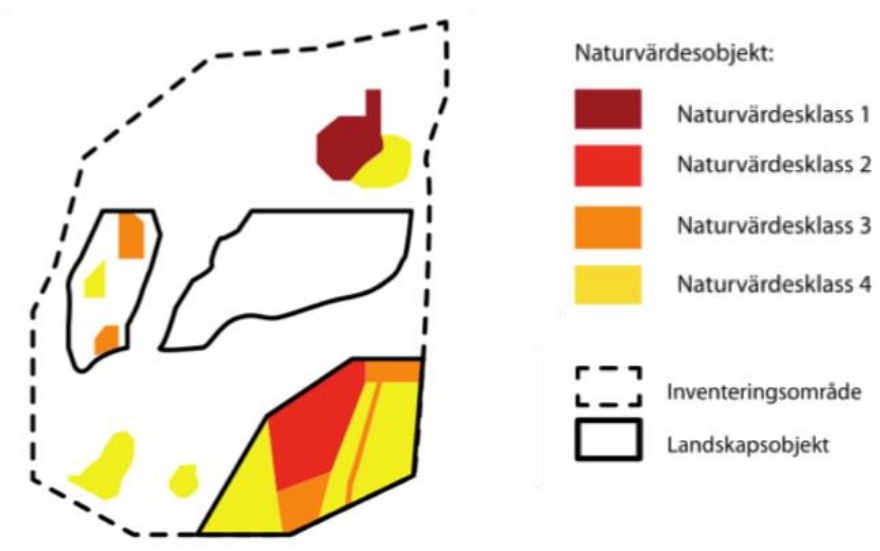 Naturvärdesobjekt:
Naturvärdesklass 1
Naturvärdesklass 2
Naturvärdesklass 3
Naturvärdesklass 4
Inventeringsområde
Landskapsobjekt